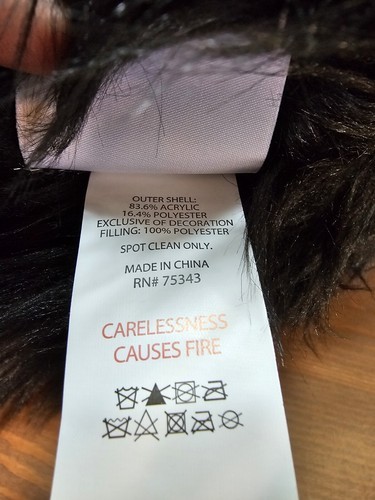 OUTER SHELL:
83.6% ACRYLIC
16.4% POLYESTER
EXCLUSIVE OF DECORATION
FILLING: 100% POLYESTER
SPOT CLEAN ONLY.
MADE IN CHINA
RN# 75343
CARELESSNESS
CAUSES FIRE